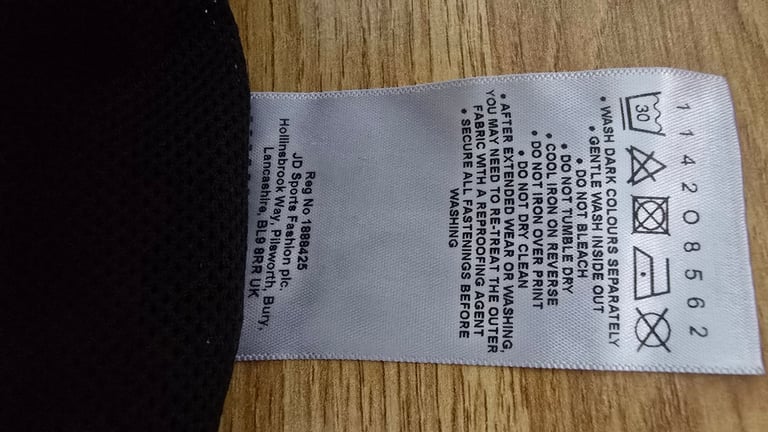 114208562
30
• WASH DARK COLOURS SEPARATELY
• GENTLE WASH INSIDE OUT
• DO NOT BLEACH
• DO NOT TUMBLE DRY
• COOL IRON ON REVERSE
• DO NOT IRON OVER PRINT
• DO NOT DRY CLEAN
• AFTER EXTENDED WEAR OR WASHING,
YOU MAY NEED TO RE-TREAT THE OUTER
FABRIC WITH A REPROOFING AGENT
• SECURE ALL FASTENINGS BEFORE
WASHING
Reg No.1888425
JD Sports Fashion plc.
Hollinsbrook Way, Pilsworth, Bury,
Lancashire, BL9 8RR UK